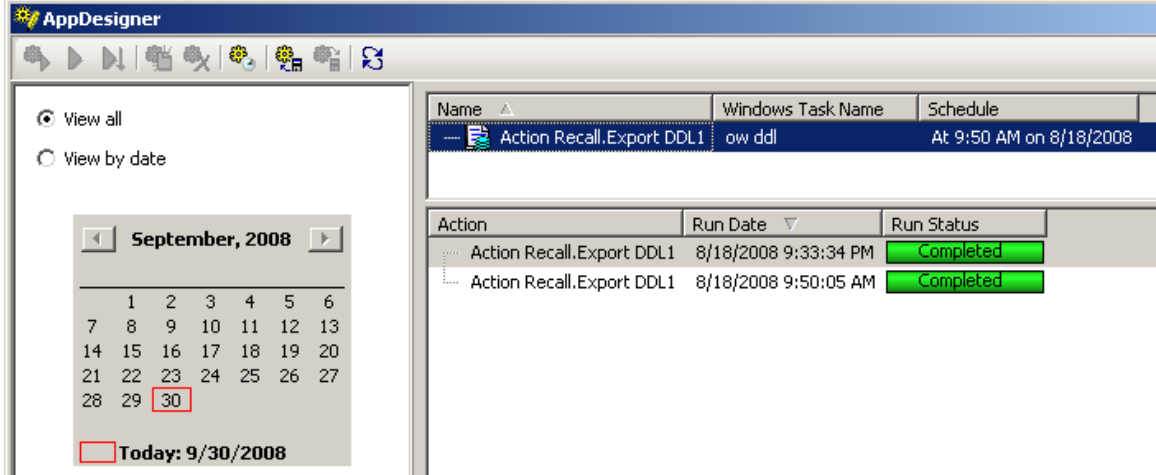 AppDesigner
View all
View by date
September, 2008
1 2 3 4 5 6
7 8 9 10 11 12 13
14 15 16 17 18 19 20
21 22 23 24 25 26 27
28 29 30
Today: 9/30/2008
Name Windows Task Name Schedule
Action Recall.Export DDL1 ow ddl At 9:50 AM on 8/18/2008
Action Run Date Run Status
Action Recall.Export DDL1 8/18/2008 9:33:34 PM Completed
Action Recall.Export DDL1 8/18/2008 9:50:05 AM Completed